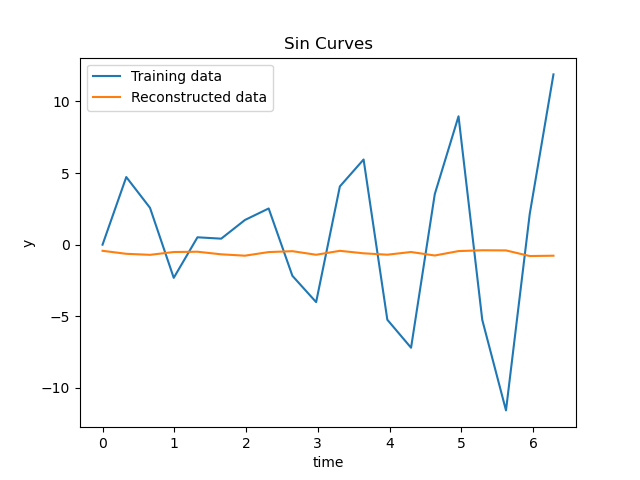 Sin Curves
Training data
Reconstructed data
10
5
0
−5
−10
y
0 1 2 3 4 5 6
time